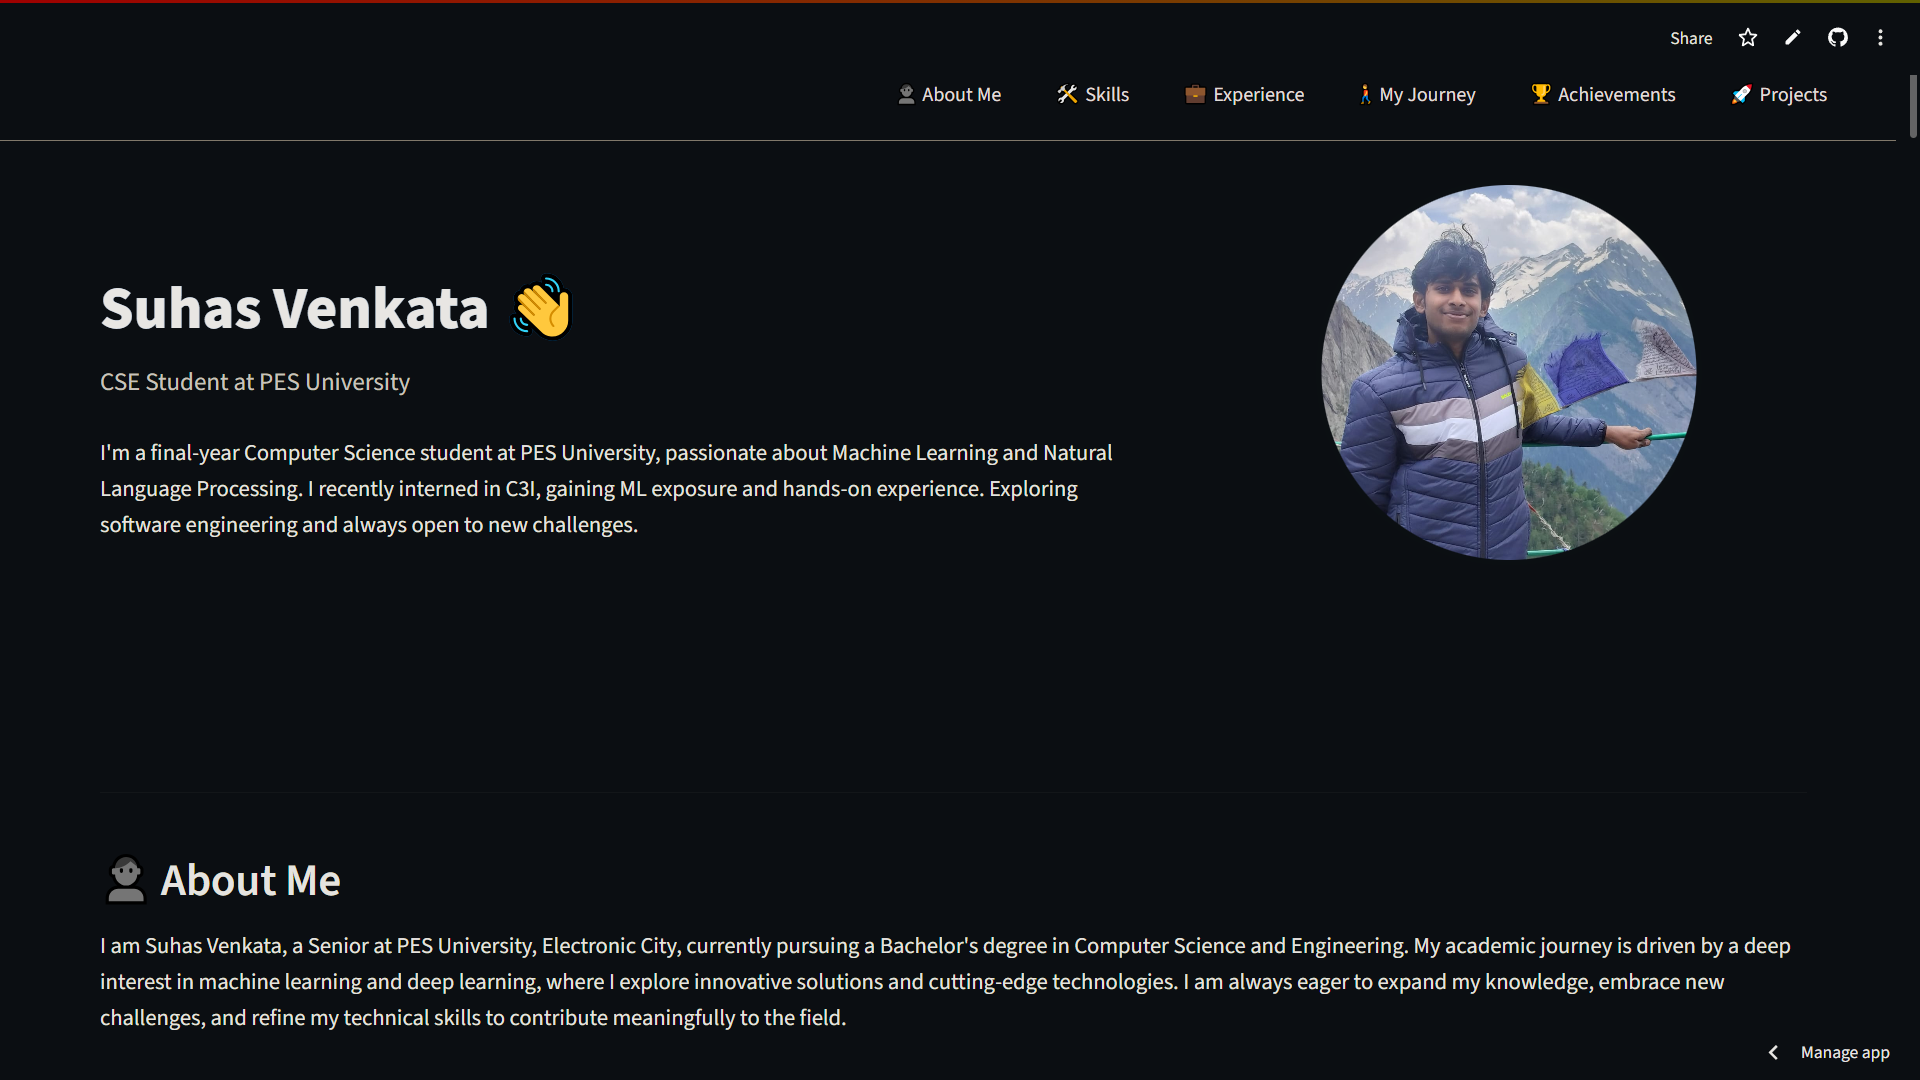 Share
About Me
Skills
Experience
My Journey
Achievements
Projects
Suhas Venkata
CSE Student at PES University
I'm a final-year Computer Science student at PES University, passionate about Machine Learning and Natural
Language Processing. I recently interned in C3I, gaining ML exposure and hands-on experience. Exploring
software engineering and always open to new challenges.
About Me
I am Suhas Venkata, a Senior at PES University, Electronic City, currently pursuing a Bachelor's degree in Computer Science and Engineering. My academic journey is driven by a deep
interest in machine learning and deep learning, where I explore innovative solutions and cutting-edge technologies. I am always eager to expand my knowledge, embrace new
challenges, and refine my technical skills to contribute meaningfully to the field.
Manage app